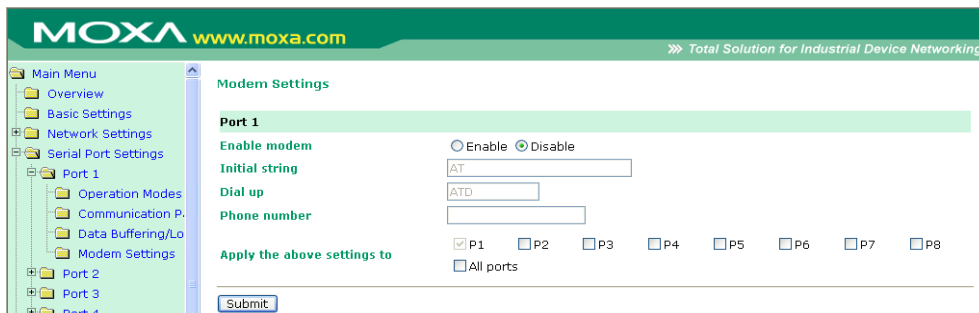 MOXA www.moxa.com
Total Solution for Industrial Device Networking
Main Menu
Overview
Basic Settings
Network Settings
Serial Port Settings
Port 1
Operation Modes
Communication P
Data Buffering/Lo
Modem Settings
Port 2
Port 3
Port 4
Modem Settings
Port 1
Enable modem Enable Disable
Initial string AT
Dial up ATD
Phone number
Apply the above settings to P1 P2 P3 P4 P5 P6 P7 P8
All ports
Submit